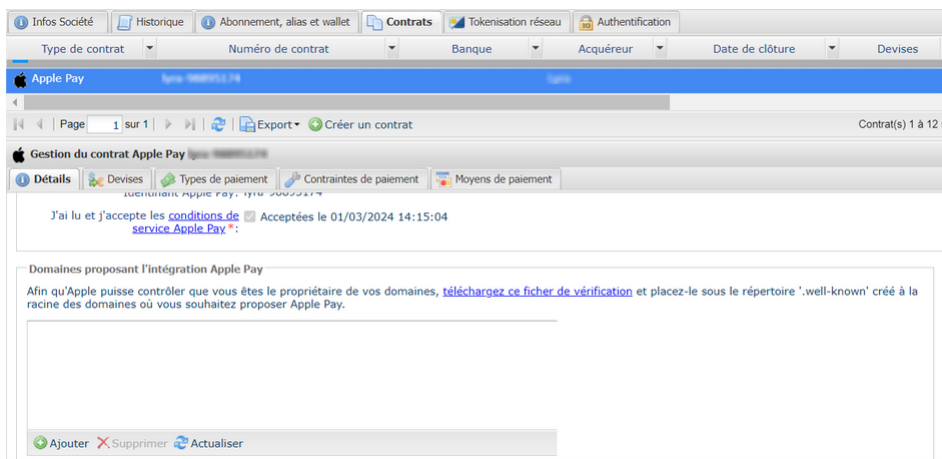 Infos Société Historique Abonnement, alias et wallet Contrats Tokenisation réseau Authentification
Type de contrat Numéro de contrat Banque Acquéreur Date de clôture Devises
Apple Pay
Page 1 sur 1 Export Créer un contrat Contrat(s) 1 à 12
Gestion du contrat Apple Pay
Détails Devises Types de paiement Contraintes de paiement Moyens de paiement
J'ai lu et j'accepte les conditions de Acceptées le 01/03/2024 14:15:04
service Apple Pay *:
Domaines proposant l'intégration Apple Pay
Afin qu'Apple puisse contrôler que vous êtes le propriétaire de vos domaines, téléchargez ce ficher de vérification et placez-le sous le répertoire '.well-known' créé à la
racine des domaines où vous souhaitez proposer Apple Pay.
Ajouter Supprimer Actualiser